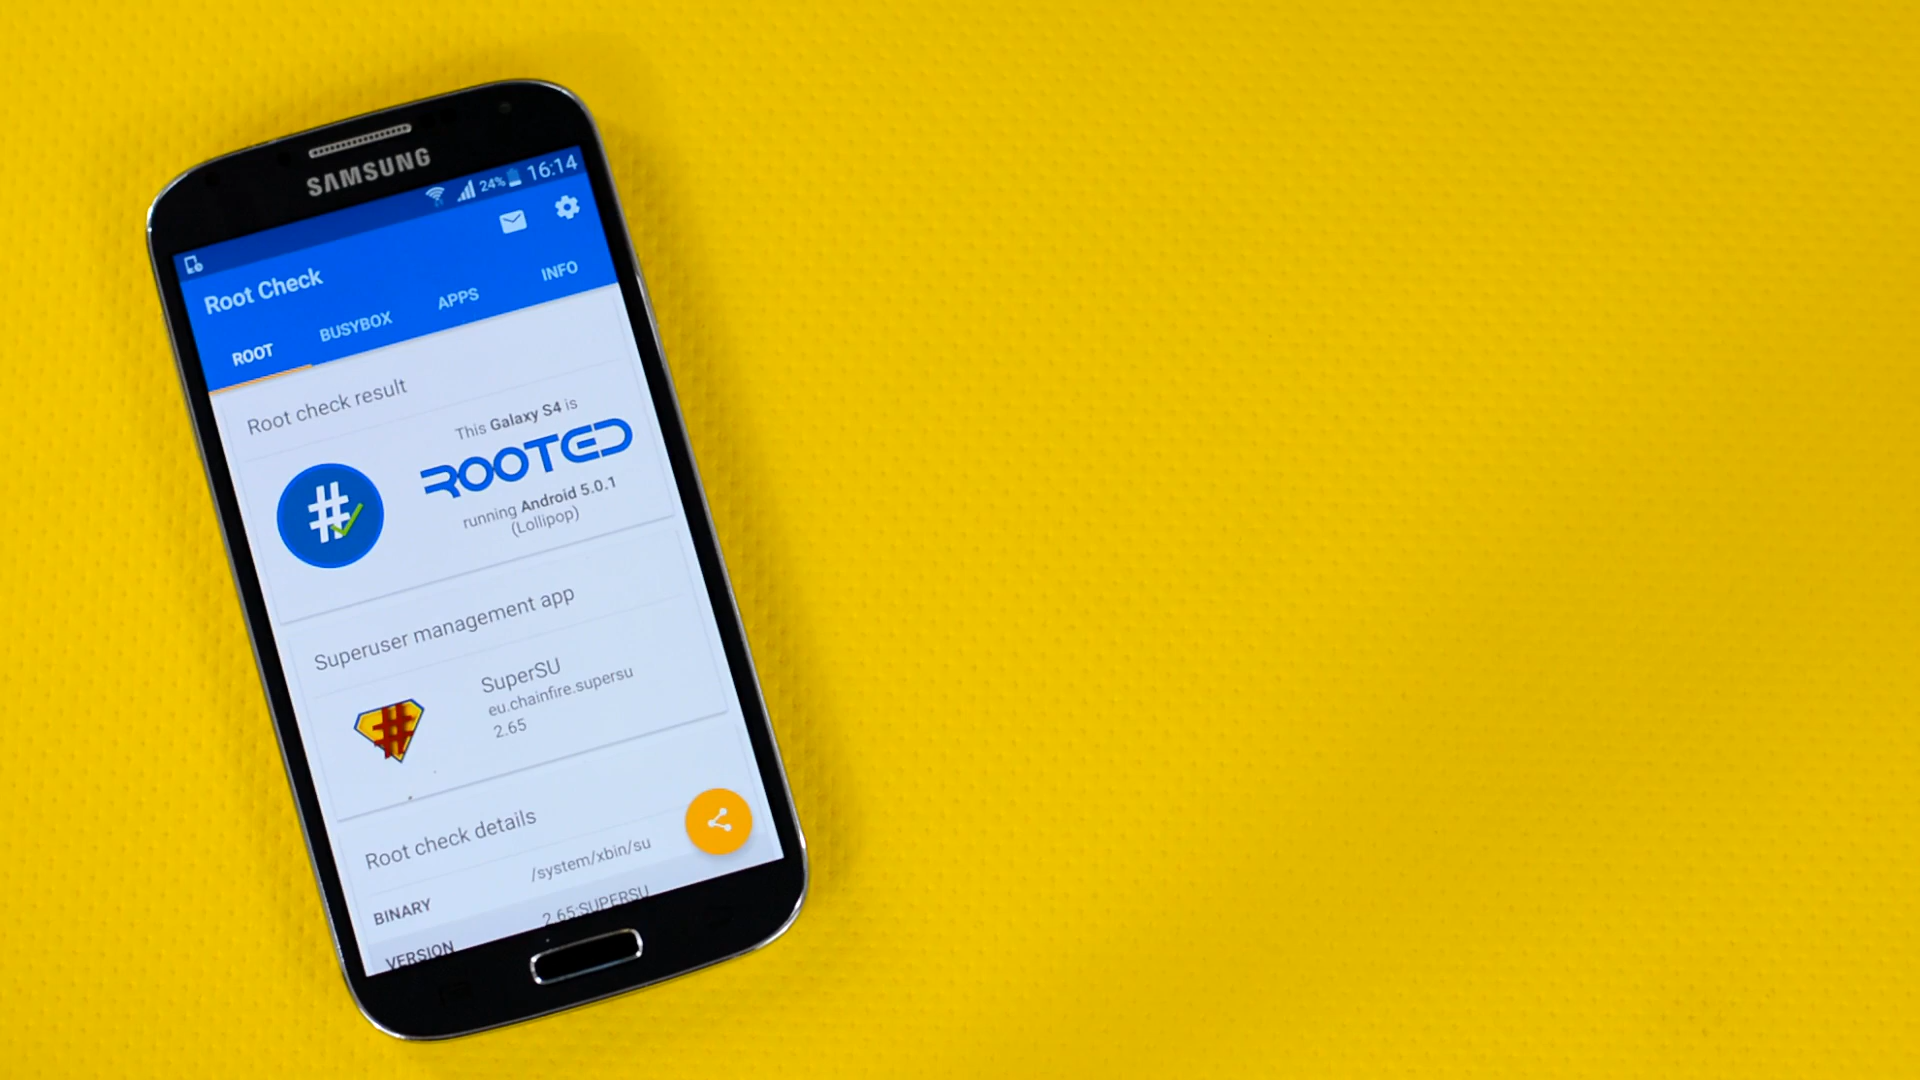 SAMSUNG
24% 16:14
Root Check
ROOT BUSYBOX APPS INFO
Root check result
This Galaxy S4 is
ROOTED
running Android 5.0.1
(Lollipop)
Superuser management app
SuperSU
eu.chainfire.supersu
2.65
Root check details
BINARY /system/xbin/su
VERSION 2.65:SUPERSU